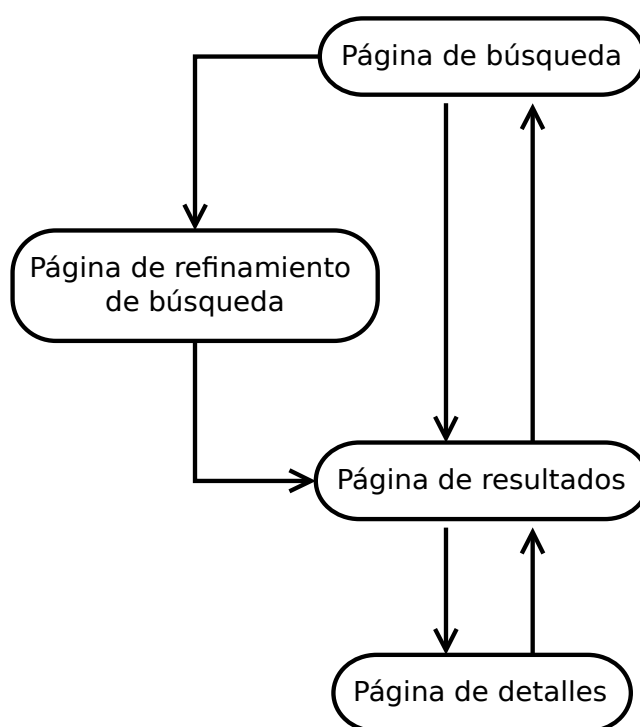 Página de búsqueda
Página de refinamiento
de búsqueda
Página de resultados
Página de detalles